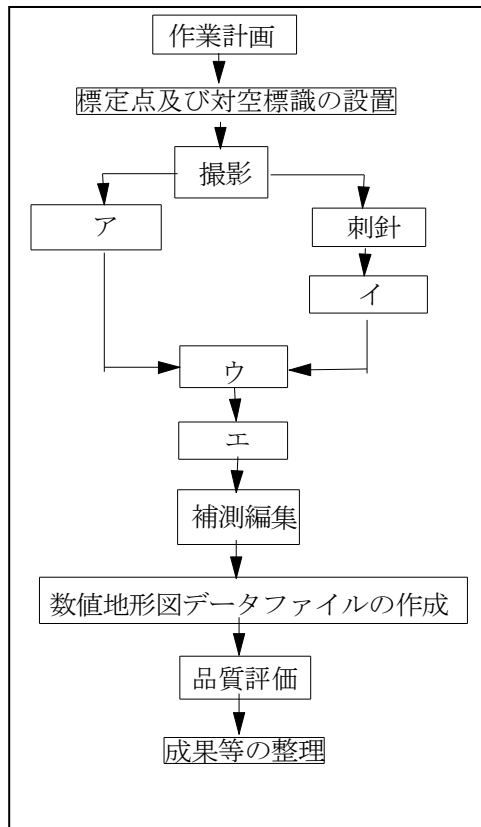 作業計画
標定点及び対空標識の設置
撮影
ア
刺針
イ
ウ
エ
補測編集
数値地形図データファイルの作成
品質評価
成果等の整理